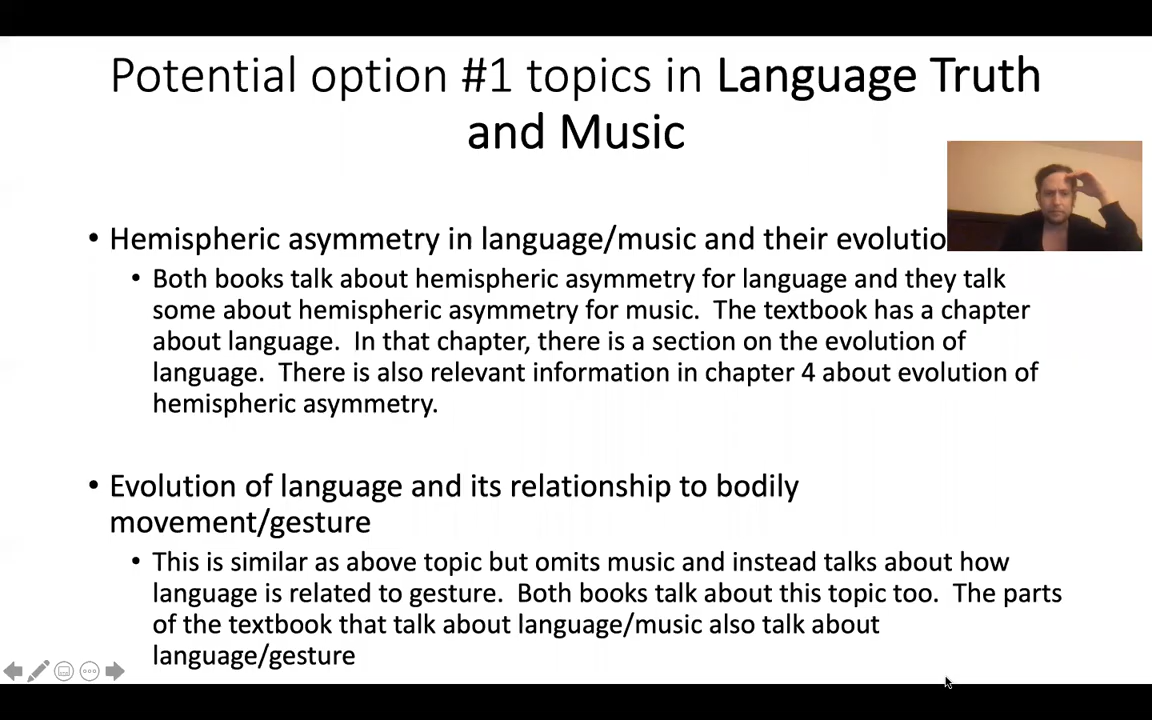 Potential option #1 topics in Language Truth
and Music
• Hemispheric asymmetry in language/music and their
• Both books talk about hemispheric asymmetry for language and they talk
some about hemispheric asymmetry for music.  The textbook has a chapter
about language.  In that chapter, there is a section on the evolution of
language.  There is also relevant information in chapter 4 about evolution of
hemispheric asymmetry.
• Evolution of language and its relationship to bodily
movement/gesture
• This is similar as above topic but omits music and instead talks about how
language is related to gesture.  Both books talk about this topic too.  The parts
of the textbook that talk about language/music also talk about
language/gesture